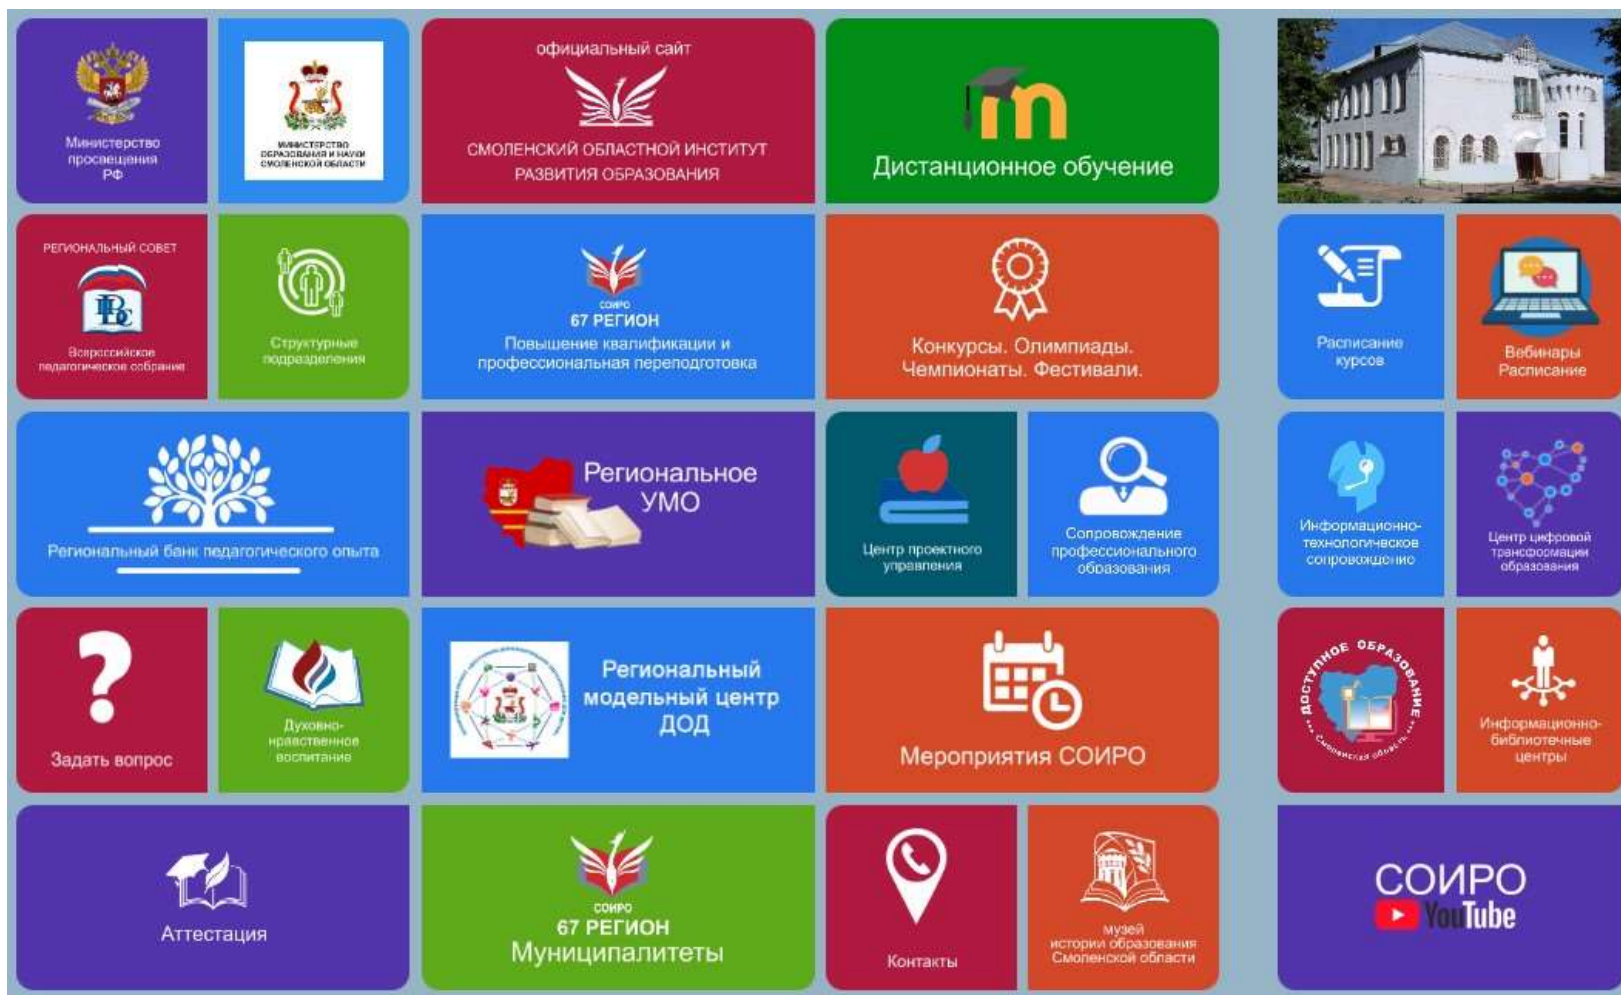 Министерство
просвещения
РФ
МИНИСТЕРСТВО
ОБРАЗОВАНИЯ И НАУКИ
СМОЛЕНСКОЙ ОБЛАСТИ
официальный сайт
СМОЛЕНСКИЙ ОБЛАСТНОЙ ИНСТИТУТ
РАЗВИТИЯ ОБРАЗОВАНИЯ
m
Дистанционное обучение
РЕГИОНАЛЬНЫЙ СОВЕТ
Всероссийское
педагогическое собрание
Структурные
подразделения
СОИРО
67 РЕГИОН
Повышение квалификации и
профессиональная переподготовка
Конкурсы. Олимпиады.
Чемпионаты. Фестивали.
Расписание
курсов
Вебинары
Расписание
Региональный банк педагогического опыта
Региональное
УМО
Центр проектного
управления
Сопровождение
профессионального
образования
Информационно-
технологическое
сопровождение
Центр цифровой
трансформации
образования
?
Задать вопрос
Духовно-
нравственное
воспитание
Региональный
модельный центр
ДОД
Мероприятия СОИРО
ДОСТУПНОЕ ОБРАЗОВАНИЕ
Смоленская область
Информационно-
библиотечные
центры
Аттестация
СОИРО
67 РЕГИОН
Муниципалитеты
Контакты
музей
истории образования
Смоленской области
СОИРО
YouTube